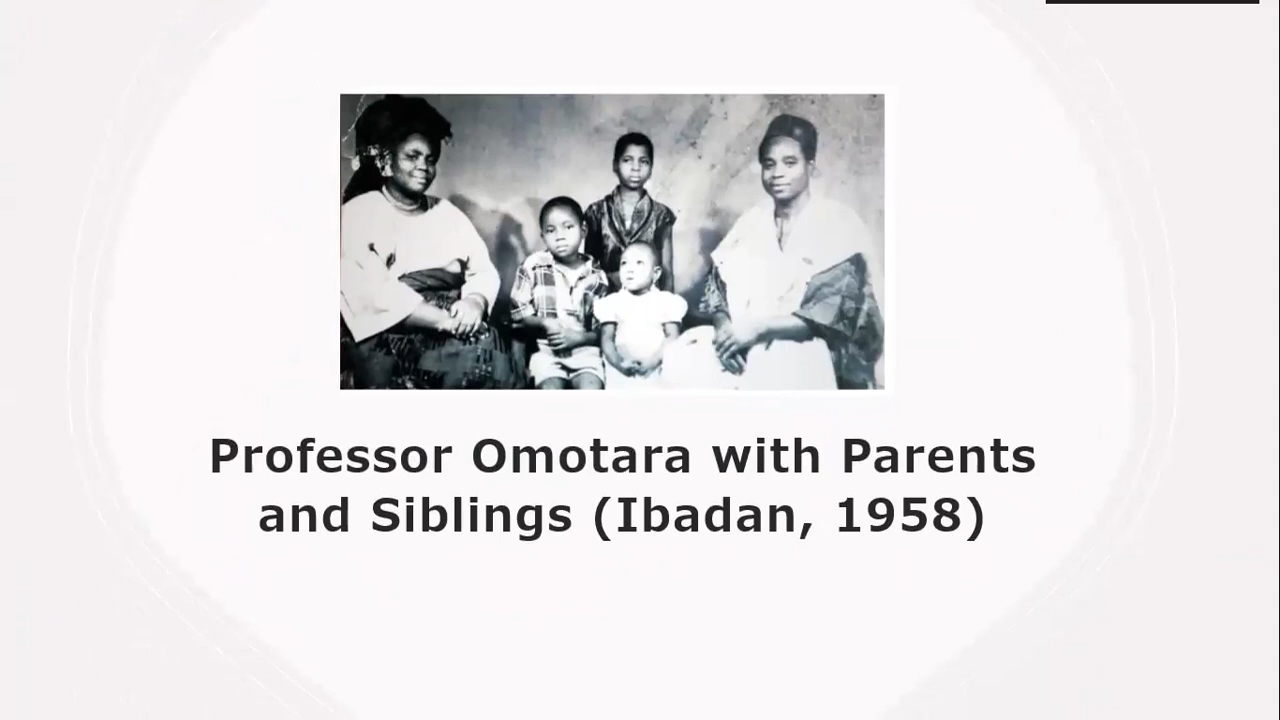 Professor Omotara with Parents
and Siblings (Ibadan, 1958)